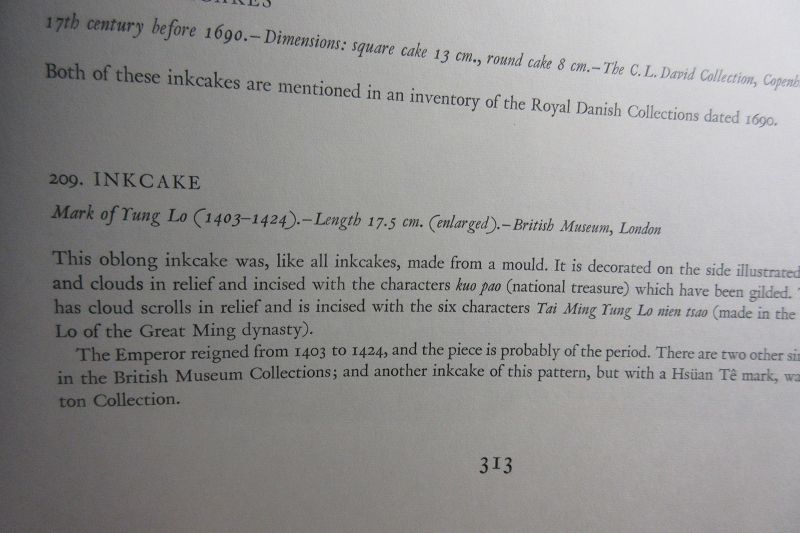 17th century before 1690.–Dimensions: square cake 13 cm., round cake 8 cm.–The C. L. David Collection,
Both of these inkcakes are mentioned in an inventory of the Royal Danish Collections dated 1690.
209. INKCAKE
Mark of Yung Lo (1403–1424).–Length 17.5 cm. (enlarged).–British Museum, London
This oblong inkcake was, like all inkcakes, made from a mould. It is decorated on the side illustrated
and clouds in relief and incised with the characters kuo pao (national treasure) which have been gilded.
has cloud scrolls in relief and is incised with the six characters Tai Ming Yung Lo nien tsao (made in the
Lo of the Great Ming dynasty).
The Emperor reigned from 1403 to 1424, and the piece is probably of the period. There are two other
in the British Museum Collections; and another inkcake of this pattern, but with a Hsüan Tê mark,
ton Collection.
313